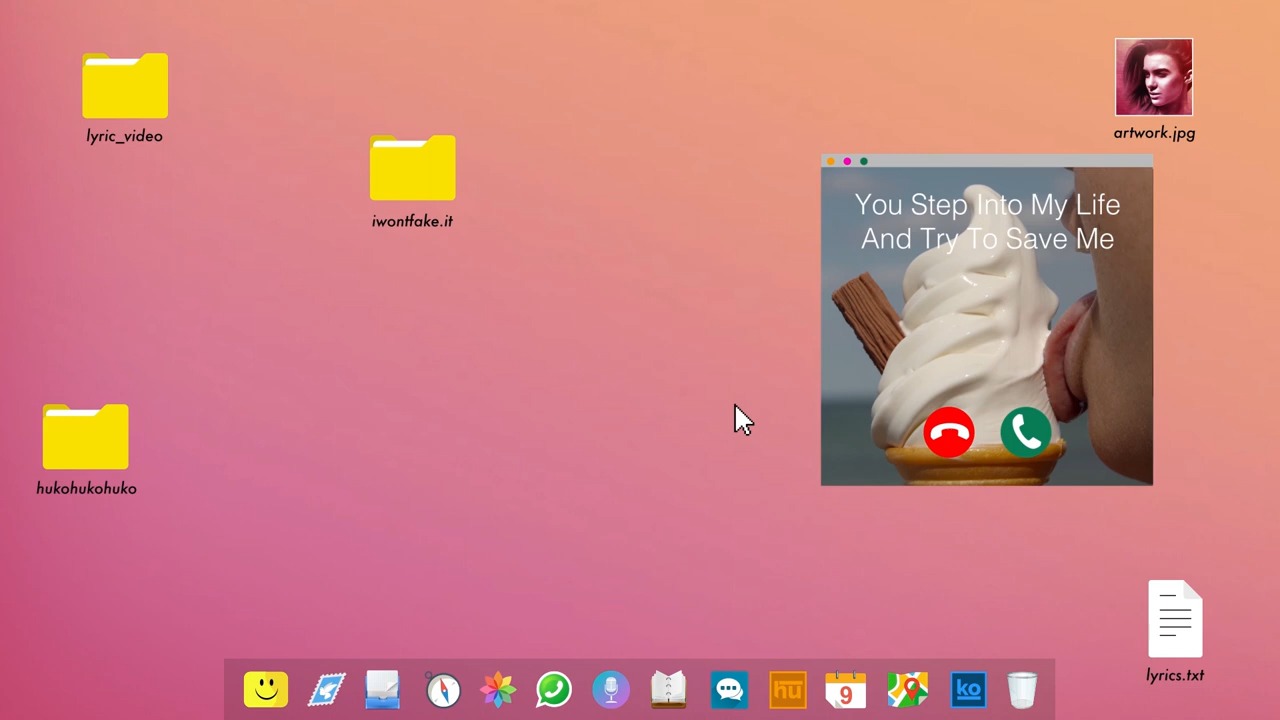 lyric_video
artwork.jpg
iwontfake.it
You Step Into My Life
And Try To Save Me
hukohukohuko
lyrics.txt
hu
9
ko